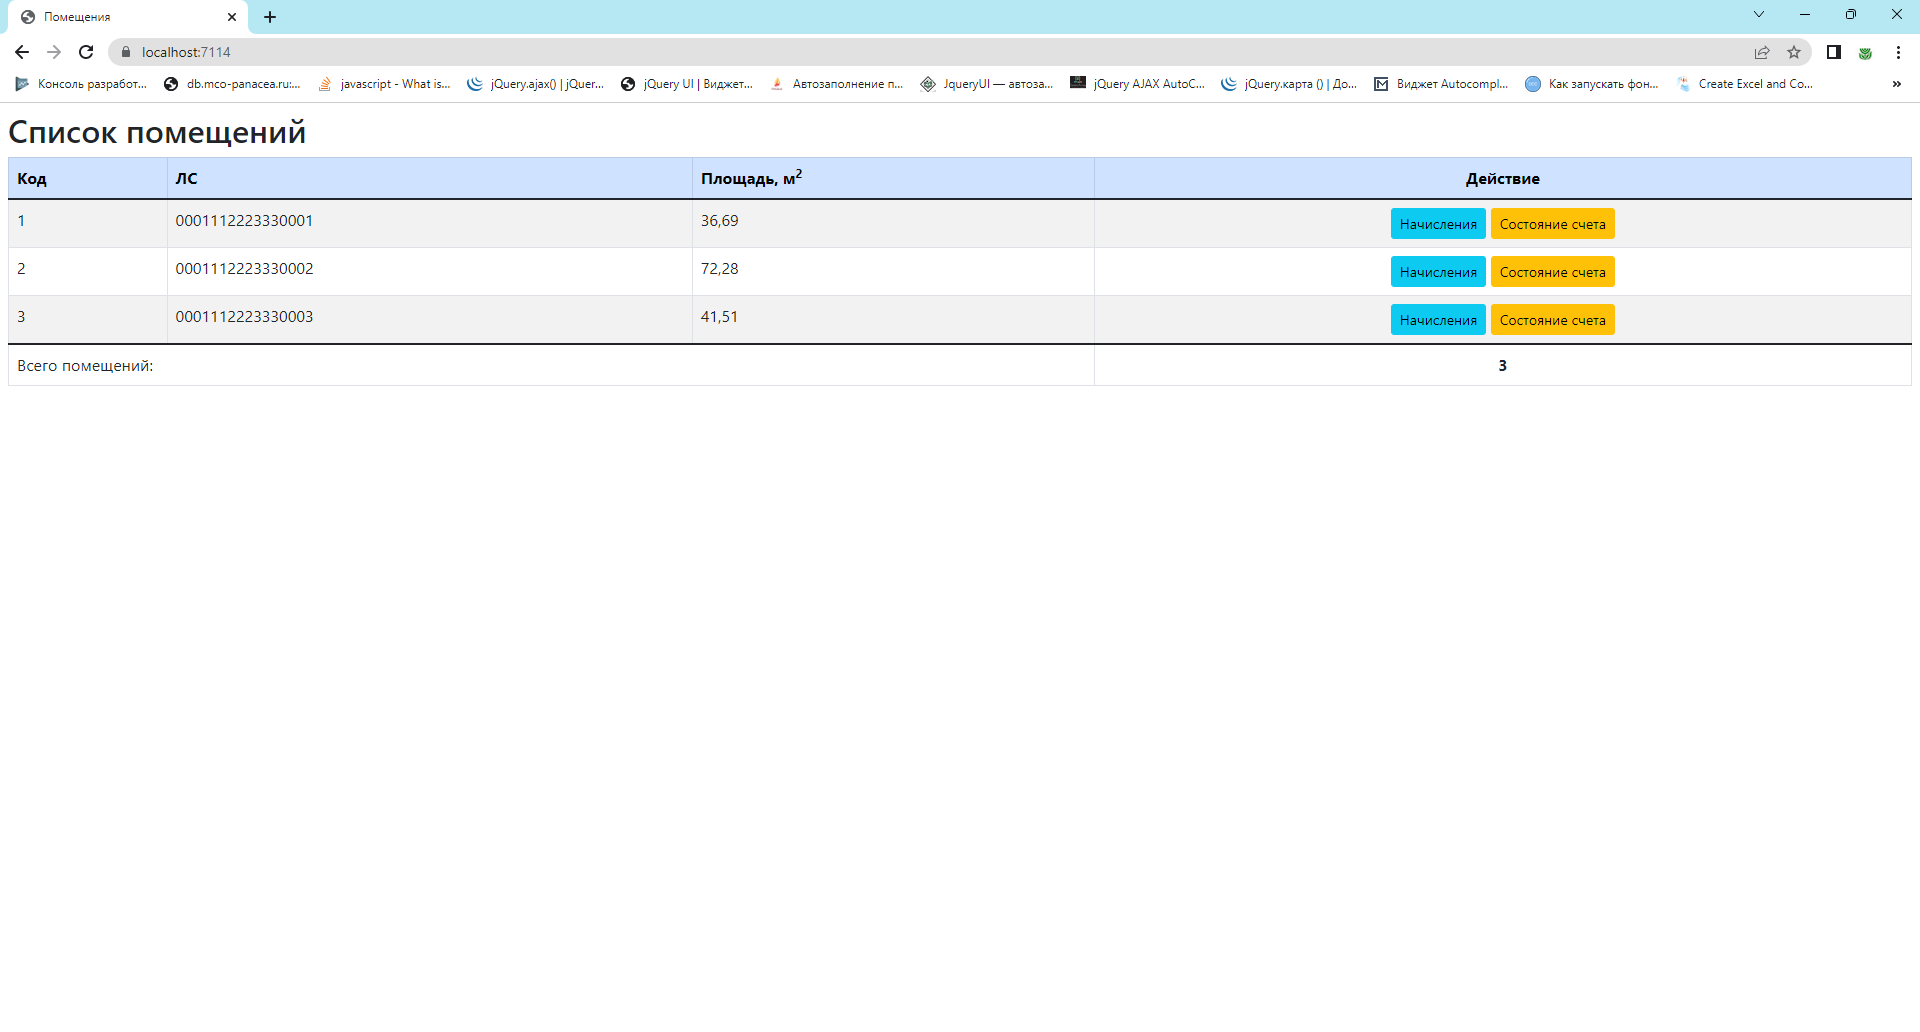 Помещения
localhost:7114
Консоль разработ... db.mco-panacea.ru:... javascript - What is... jQuery.ajax() | jQuer... jQuery UI | Виджет... Автозаполнение п... JqueryUI — автоза... jQuery AJAX AutoC... jQuery.карта () | До... Виджет Autocompl... Как запускать фон... Create Excel and Co... »
Список помещений
Код ЛС Площадь, м² Действие
1 0001112223330001 36,69 Начисления Состояние счета
2 0001112223330002 72,28 Начисления Состояние счета
3 0001112223330003 41,51 Начисления Состояние счета
Всего помещений: 3